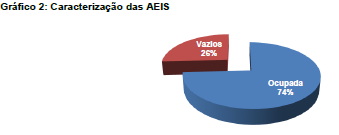 Gráfico 2: Caracterização das AEIS
Vazios
26%
Ocupada
74%